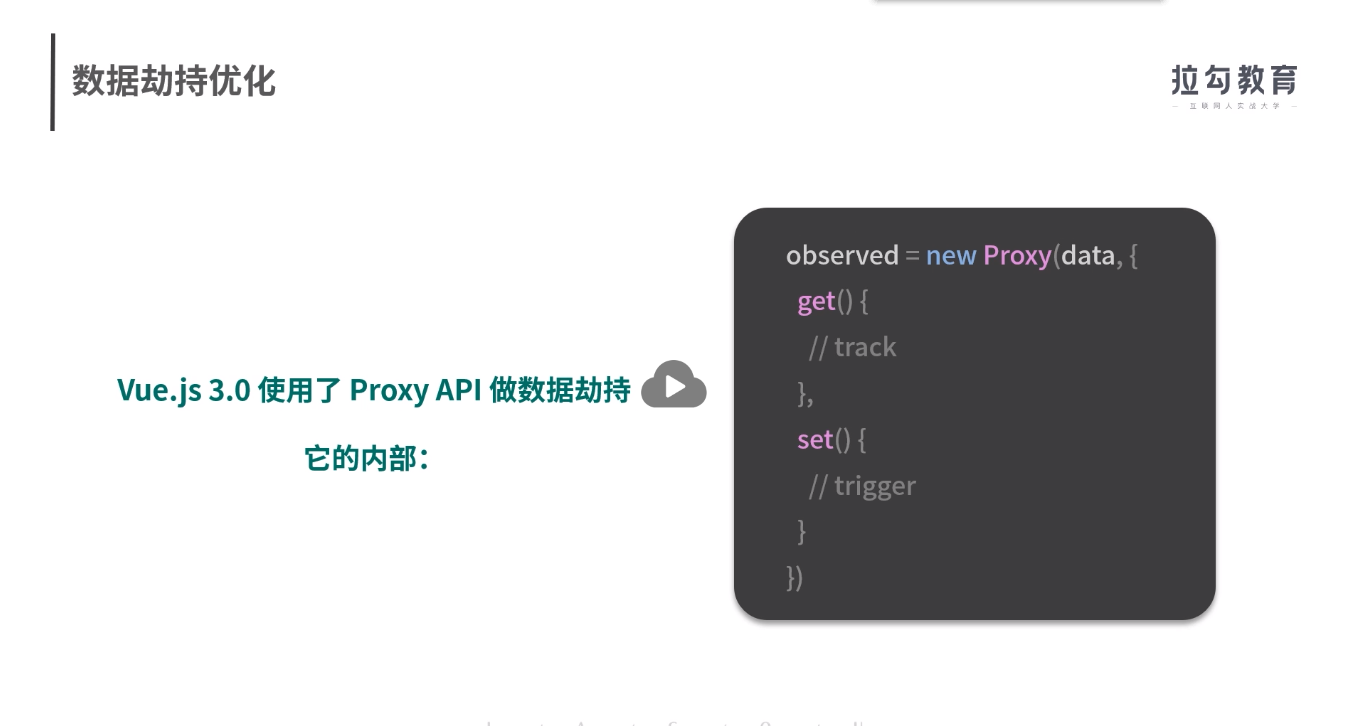 数据劫持优化
拉勾教育
— 互联网人实战大学 —
Vue.js 3.0 使用了 Proxy API 做数据劫持
它的内部：
observed = new Proxy(data, {
  get() {
    // track
  },
  set() {
    // trigger
  }
})